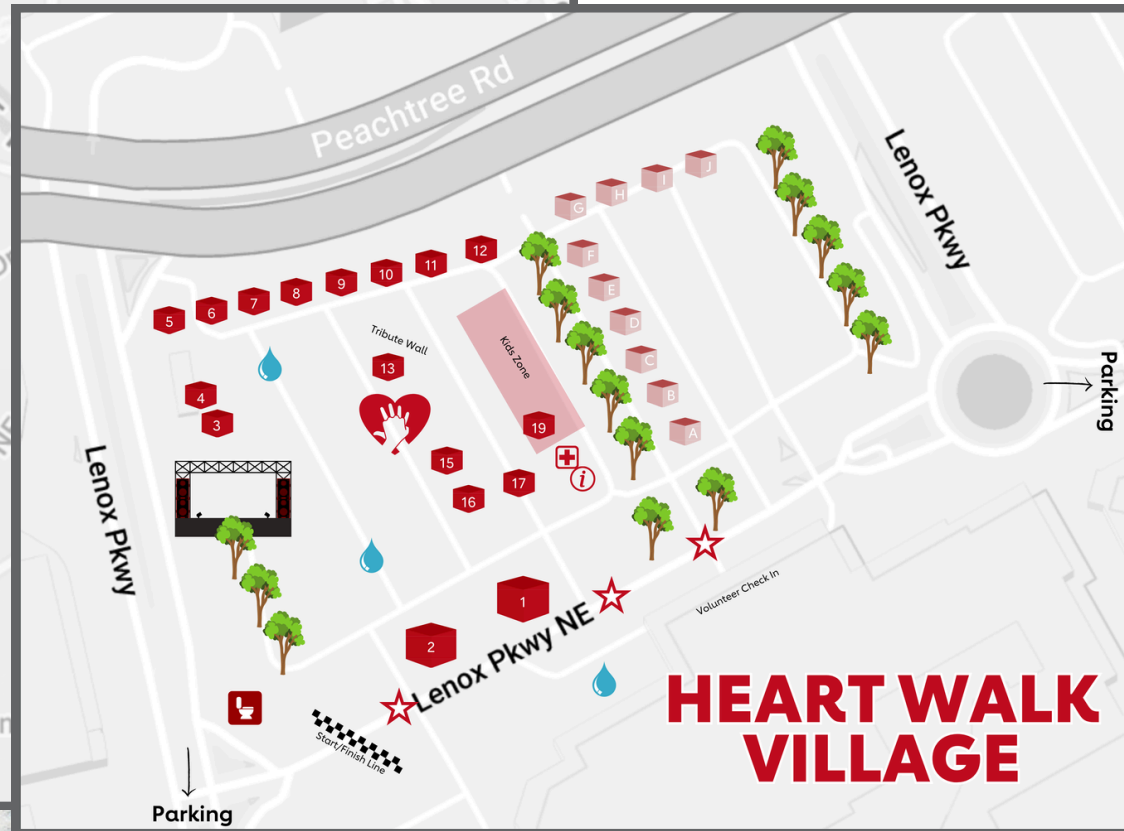 Peachtree Rd
Lenox Pkwy
J
I
H
G
F
E
D
C
B
A
12
11
10
9
8
7
6
5
Tribute Wall
13
Kids Zone
4
3
19
15
16
17
i
Parking
Lenox Pkwy
1
2
Lenox Pkwy NE
Volunteer Check In
Start/Finish Line
Parking
HEART WALK
VILLAGE